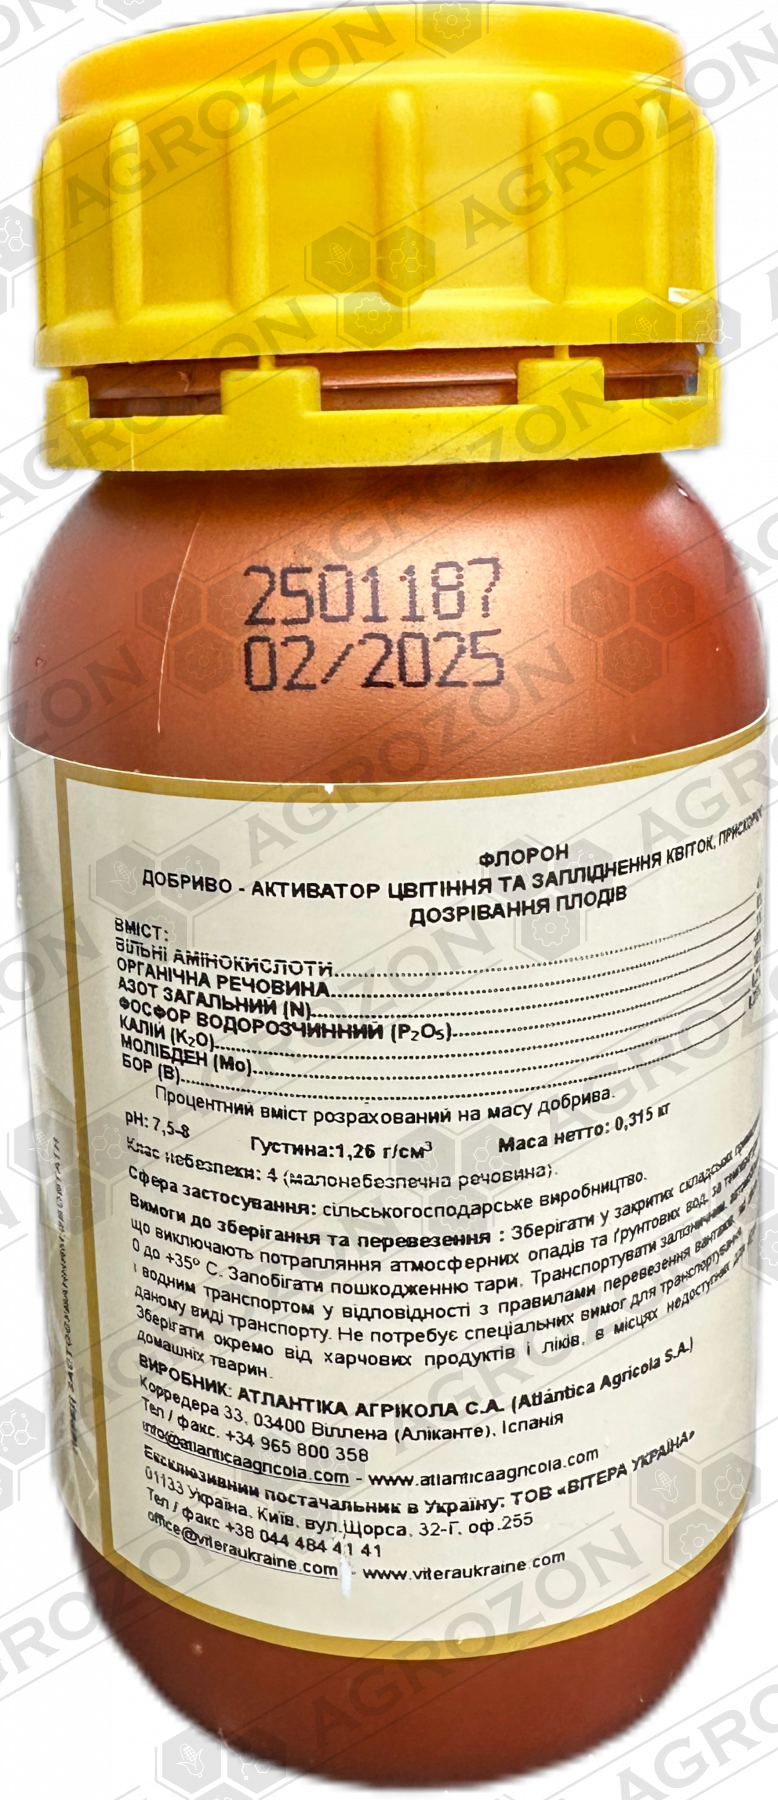 2501187
02/2025
ФЛОРОН
ДОБРИВО - АКТИВАТОР ЦВІТІННЯ ТА ЗАПЛІДНЕННЯ КВІТОК,
ДОЗРІВАННЯ ПЛОДІВ
ВМІСТ:
ВІЛЬНІ АМІНОКИСЛОТИ
ОРГАНІЧНА РЕЧОВИНА
АЗОТ ЗАГАЛЬНИЙ (N)
ФОСФОР ВОДОРОЗЧИННИЙ (P₂O₅)
КАЛІЙ (K₂O)
МОЛІБДЕН (Mo)
БОР (B)
Процентний вміст розрахований на масу добрива.
pH: 7,5-8 Густина:1,26 г/см³ Маса нетто: 0,315 кг
Клас небезпеки: 4 (малонебезпечна речовина).
Сфера застосування: сільськогосподарське виробництво.
Вимоги до зберігання та перевезення : Зберігати у закритих складських
що виключають потрапляння атмосферних опадів та ґрунтових вод, за
0 до +35° С. Запобігати пошкодженню тари. Транспортувати залізничним,
і водним транспортом у відповідності з правилами перевезення вантажів,
даному виді транспорту. Не потребує спеціальних вимог для транспортування
Зберігати окремо від харчових продуктів і ліків, в місцях недоступних для
домашніх тварин.
ВИРОБНИК: АТЛАНТІКА АГРІКОЛА С.А. (Atlántica Agricola S.A.)
Корредера 33, 03400 Віллена (Аліканте), Іспанія
Тел / факс. +34 965 800 358
info@atlanticaagricola.com - www.atlanticaagricola.com
Ексклюзивний постачальник в Україну: ТОВ «ВІТЕРА УКРАЇНА»
01133 Україна, Київ, вул.Щорса, 32-Г, оф.255
Тел / факс +38 044 484 41 41
office@viteraukraine.com - www.viteraukraine.com
AGROZON